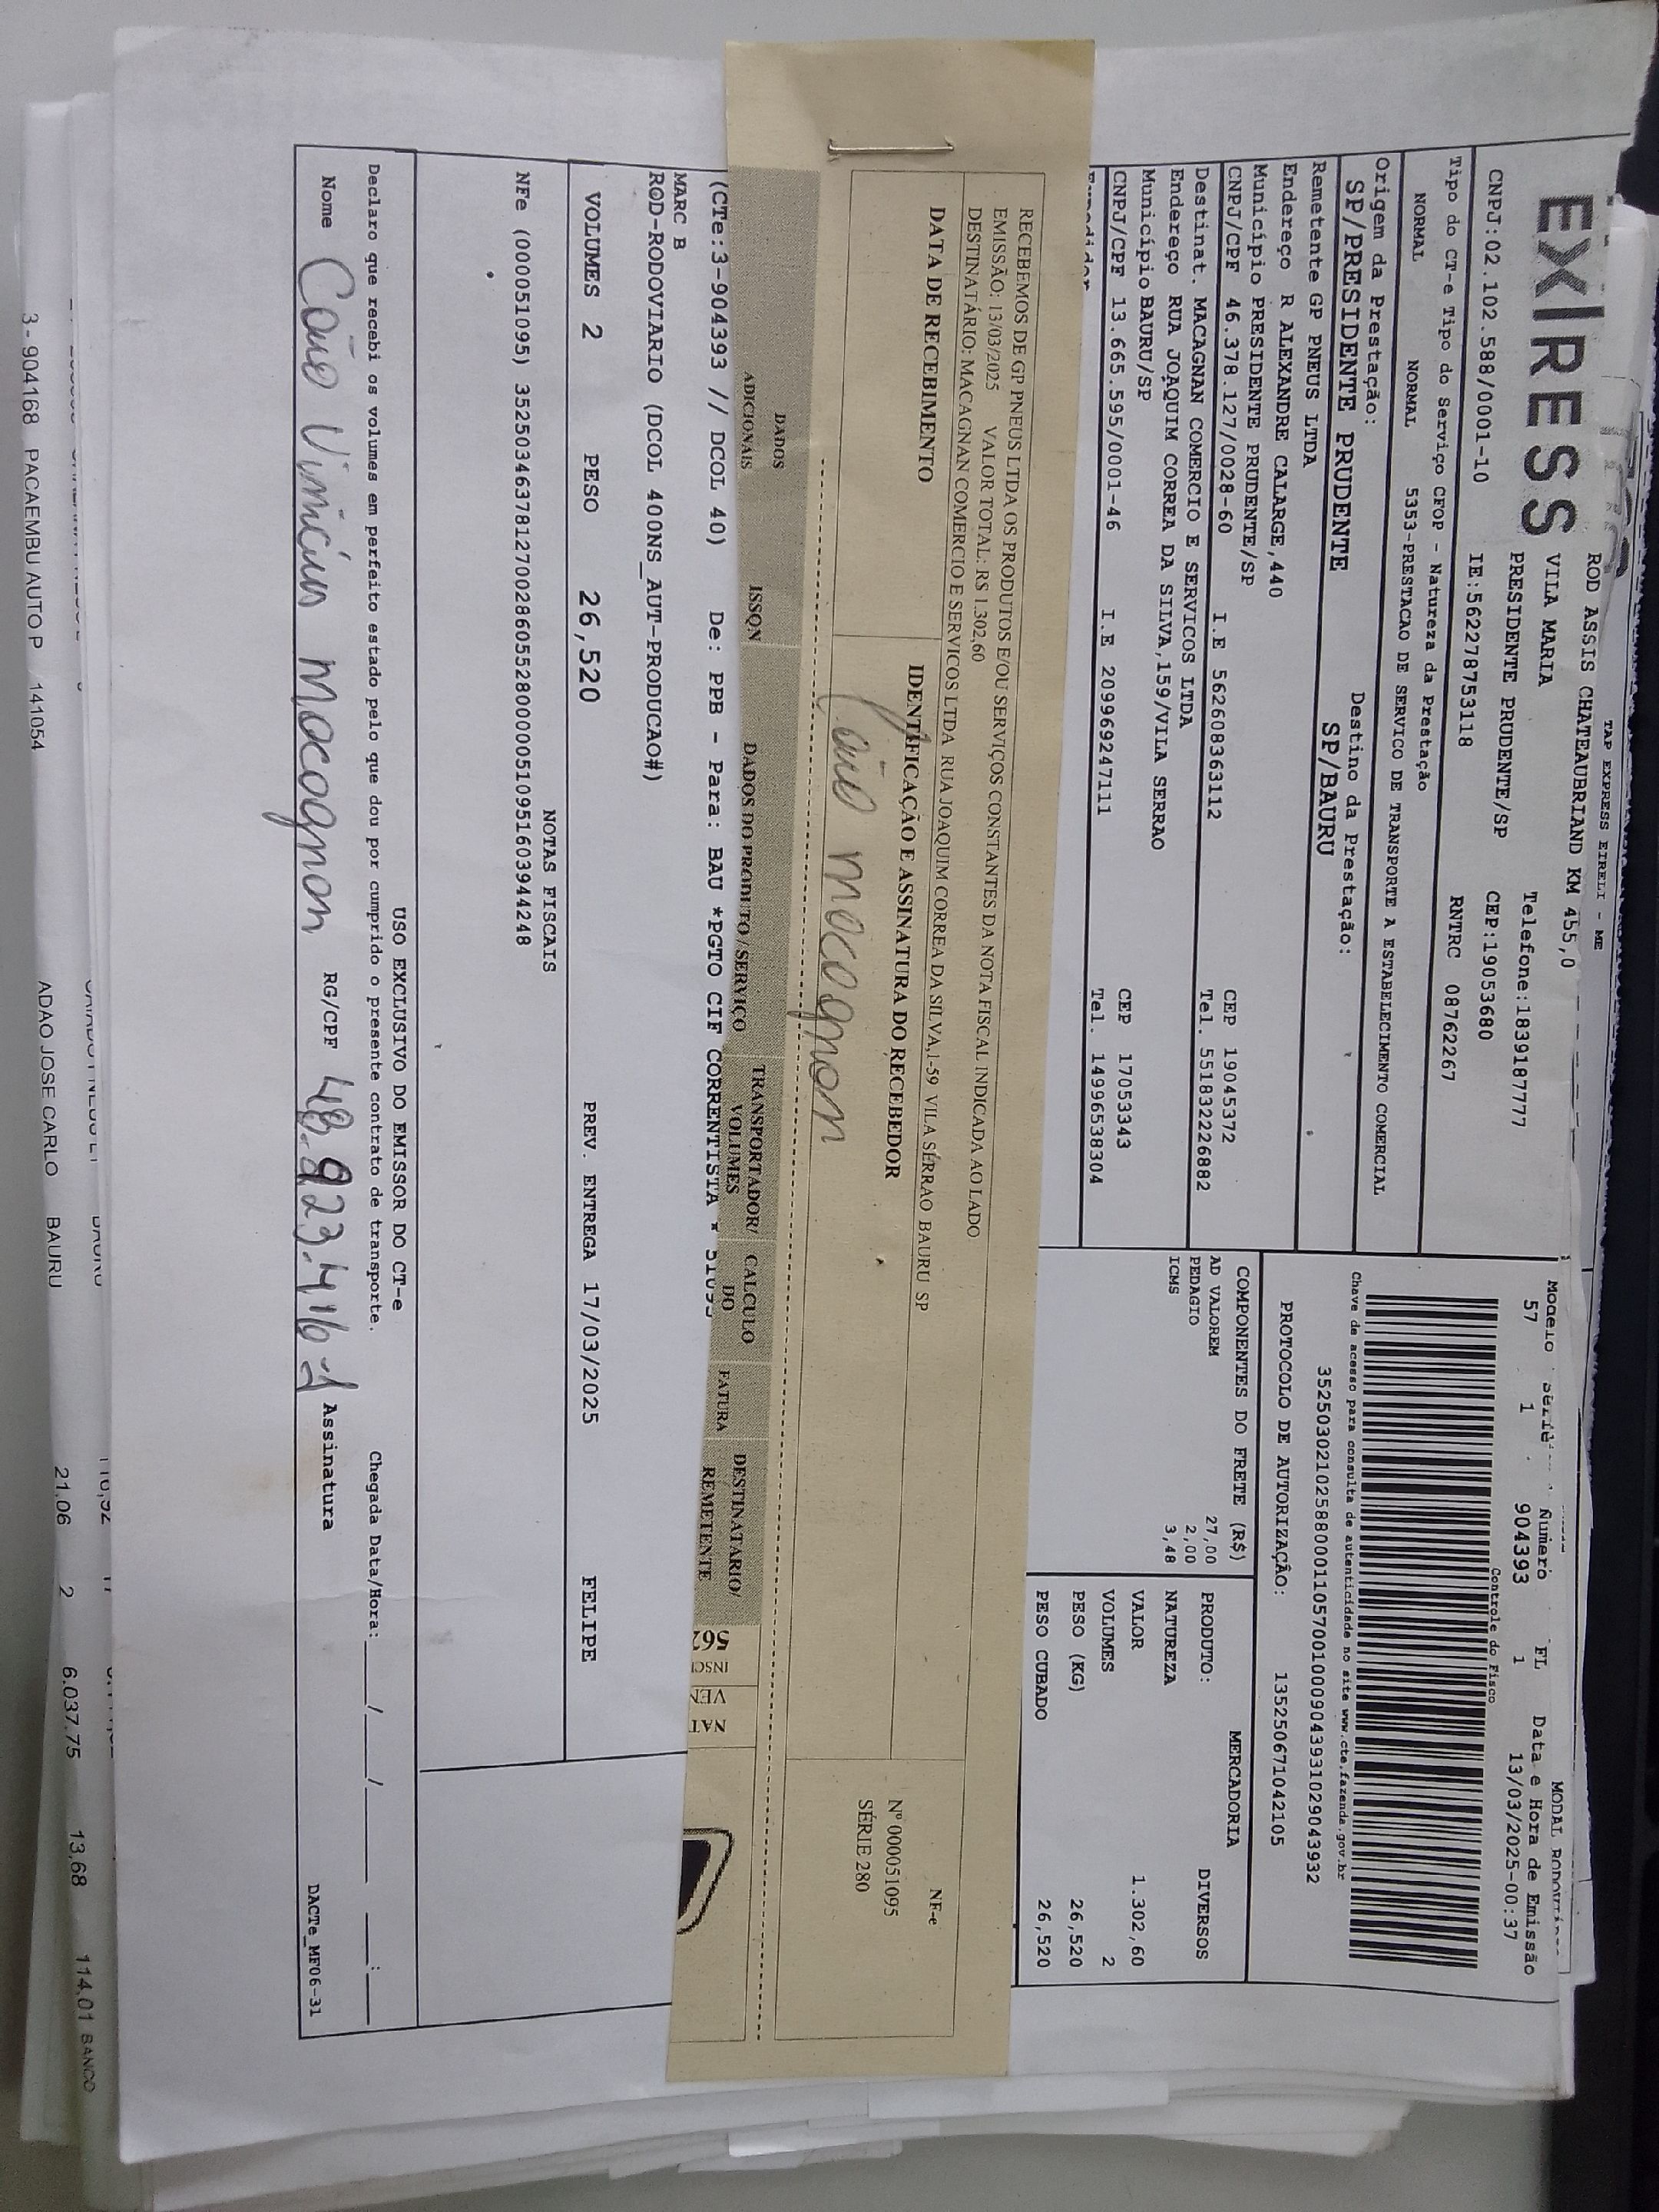 TAP EXPRESS EIRELI - ME
EXPRESS
ROD ASSIS CHATEAUBRIAND KM 455,0
VILA MARIA
Telefone:1839187777
PRESIDENTE PRUDENTE/SP
CEP:19053680
CNPJ:02.102.588/0001-10 IE:562278753118 RNTRC 08762267
Tipo do CT-e Tipo do Serviço CFOP - Natureza da Prestação
NORMAL NORMAL 5353-PRESTACAO DE SERVICO DE TRANSPORTE A ESTABELECIMENTO COMERCIAL
Origem da Prestação: Destino da Prestação:
SP/PRESIDENTE PRUDENTE SP/BAURU
Remetente GP PNEUS LTDA
Endereço R ALEXANDRE CALARGE,440
Município PRESIDENTE PRUDENTE/SP CEP 19045372
CNPJ/CPF 46.378.127/0028-60 I.E 562608363112 Tel. 551832226882
Destinat. MACAGNAN COMERCIO E SERVICOS LTDA
Endereço RUA JOAQUIM CORREA DA SILVA,159/VILA SERRAO
Município BAURU/SP CEP 17053343
CNPJ/CPF 13.665.595/0001-46 I.E 209969247111 Tel. 14996538304
Expedidor
MODAL RODOVIÁRIO
Modelo Série Número FL Data e Hora de Emissão
57 1 904393 1 13/03/2025-00:37
Controle do Fisco
Chave de acesso para consulta de autenticidade no site www.cte.fazenda.gov.br
35250302102588000110570010009043931029043932
PROTOCOLO DE AUTORIZAÇÃO: 135250671042105
COMPONENTES DO FRETE (R$)
AD VALOREM 27,00
PEDAGIO 2,00
ICMS 3,48
MERCADORIA
PRODUTO: DIVERSOS
NATUREZA
VALOR 1.302,60
VOLUMES 2
PESO (KG) 26,520
PESO CUBADO 26,520
RECEBEMOS DE GP PNEUS LTDA OS PRODUTOS E/OU SERVIÇOS CONSTANTES DA NOTA FISCAL INDICADA AO LADO
EMISSÃO: 13/03/2025 VALOR TOTAL: R$ 1.302,60
DESTINATÁRIO: MACAGNAN COMERCIO E SERVICOS LTDA RUA JOAQUIM CORREA DA SILVA,1-59 VILA SERRAO BAURU SP
DATA DE RECEBIMENTO IDENTIFICAÇÃO E ASSINATURA DO RECEBEDOR
NF-e
Nº 000051095
SÉRIE 280
DADOS ADICIONAIS
ISSQN
DADOS DO PRODUTO/SERVIÇO
TRANSPORTADOR/ VOLUMES
CALCULO DO
FATURA
DESTINATARIO/ REMETENTE
562
INSCR
VEN
NAT
(CTe:3-904393 // DCOL 40) De: PPB - Para: BAU *PGTO CIF CORRENTISTA * 51095
MARC B
ROD-RODOVIARIO (DCOL 400NS_AUT-PRODUCAO#)
VOLUMES 2 PESO 26,520 PREV. ENTREGA 17/03/2025 FELIPE
NOTAS FISCAIS
NFe (000051095) 35250346378127002860552800000510951603944248
USO EXCLUSIVO DO EMISSOR DO CT-e
Declaro que recebi os volumes em perfeito estado pelo que dou por cumprido o presente contrato de transporte. Chegada Data/Hora: / / :
Nome Caio Vinicius macagnan RG/CPF 48.923.416-1 Assinatura
DACTe_MF06-31
3 - 904168 PACAEMBU AUTO P 141054 ADAO JOSE CARLO BAURU 21,06 2 6.037,75 13,68 114,01 BANCO